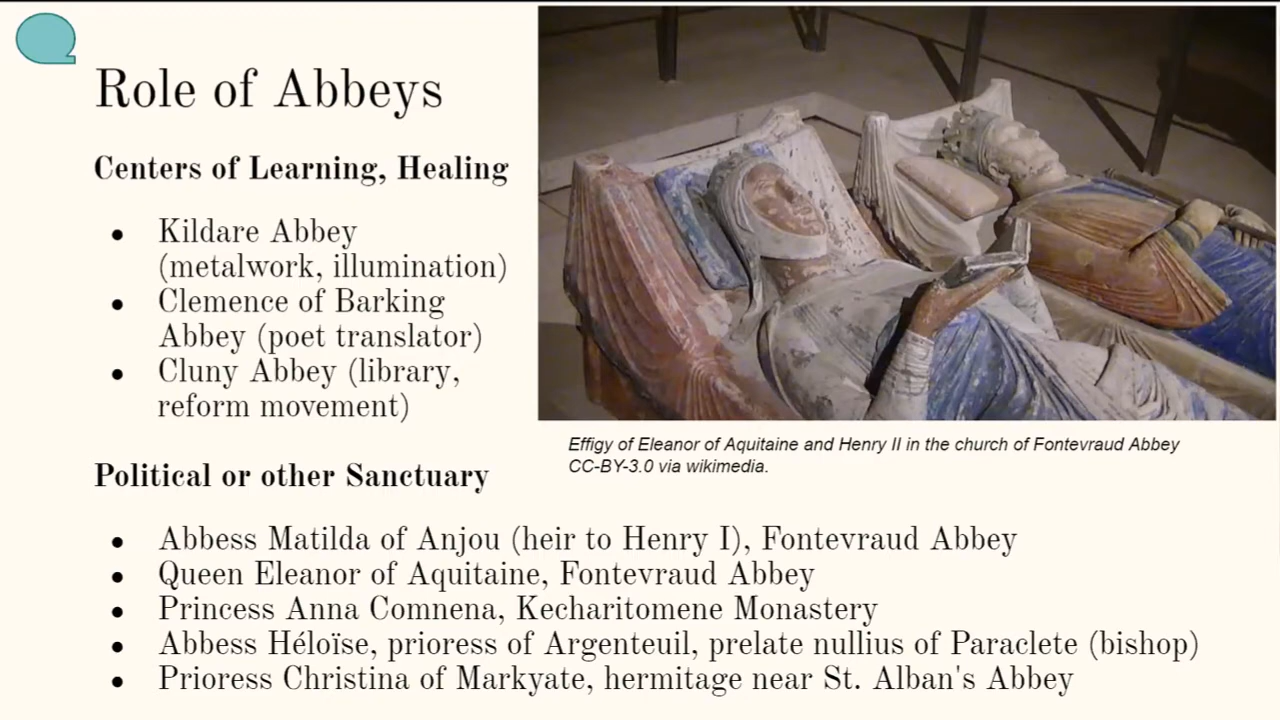 Role of Abbeys
Centers of Learning, Healing
● Kildare Abbey
(metalwork, illumination)
● Clemence of Barking
Abbey (poet translator)
● Cluny Abbey (library,
reform movement)
Effigy of Eleanor of Aquitaine and Henry II in the church of Fontevraud Abbey
CC-BY-3.0 via wikimedia.
Political or other Sanctuary
● Abbess Matilda of Anjou (heir to Henry I), Fontevraud Abbey
● Queen Eleanor of Aquitaine, Fontevraud Abbey
● Princess Anna Comnena, Kecharitomene Monastery
● Abbess Héloïse, prioress of Argenteuil, prelate nullius of Paraclete (bishop)
● Prioress Christina of Markyate, hermitage near St. Alban's Abbey